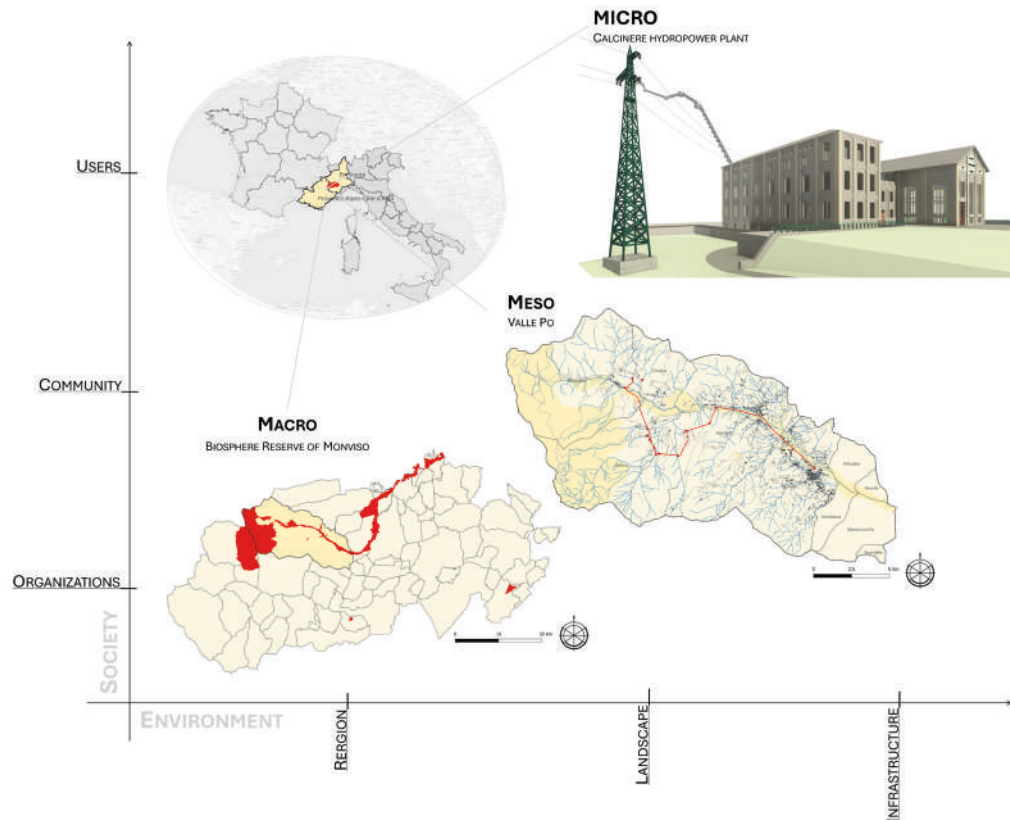 MICRO
CALCINERE HYDROPOWER PLANT
USERS
MESO
VALLE PO
COMMUNITY
MACRO
BIOSPHERE RESERVE OF MONVISO
ORGANIZATIONS
SOCIETY
ENVIRONMENT
RERGION
LANDSCAPE
INFRASTRUCTURE